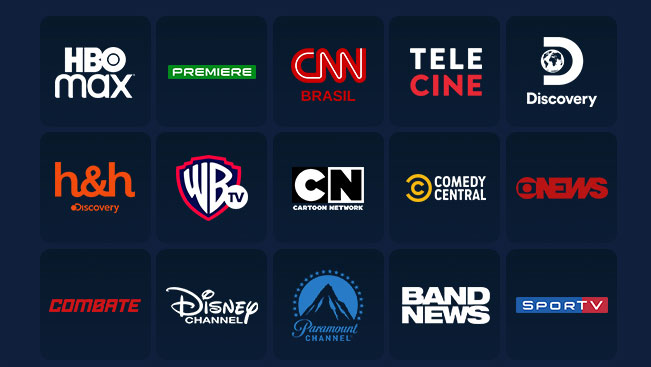 HBO
max
PREMIERE
CNN
BRASIL
TELE
CINE
D
Discovery
h&h
Discovery
WB
TV
CN
CARTOON NETWORK
C
COMEDY
CENTRAL
NEWS
COMBATE
Disney
CHANNEL
Paramount
CHANNEL
BAND
NEWS
SPORTV